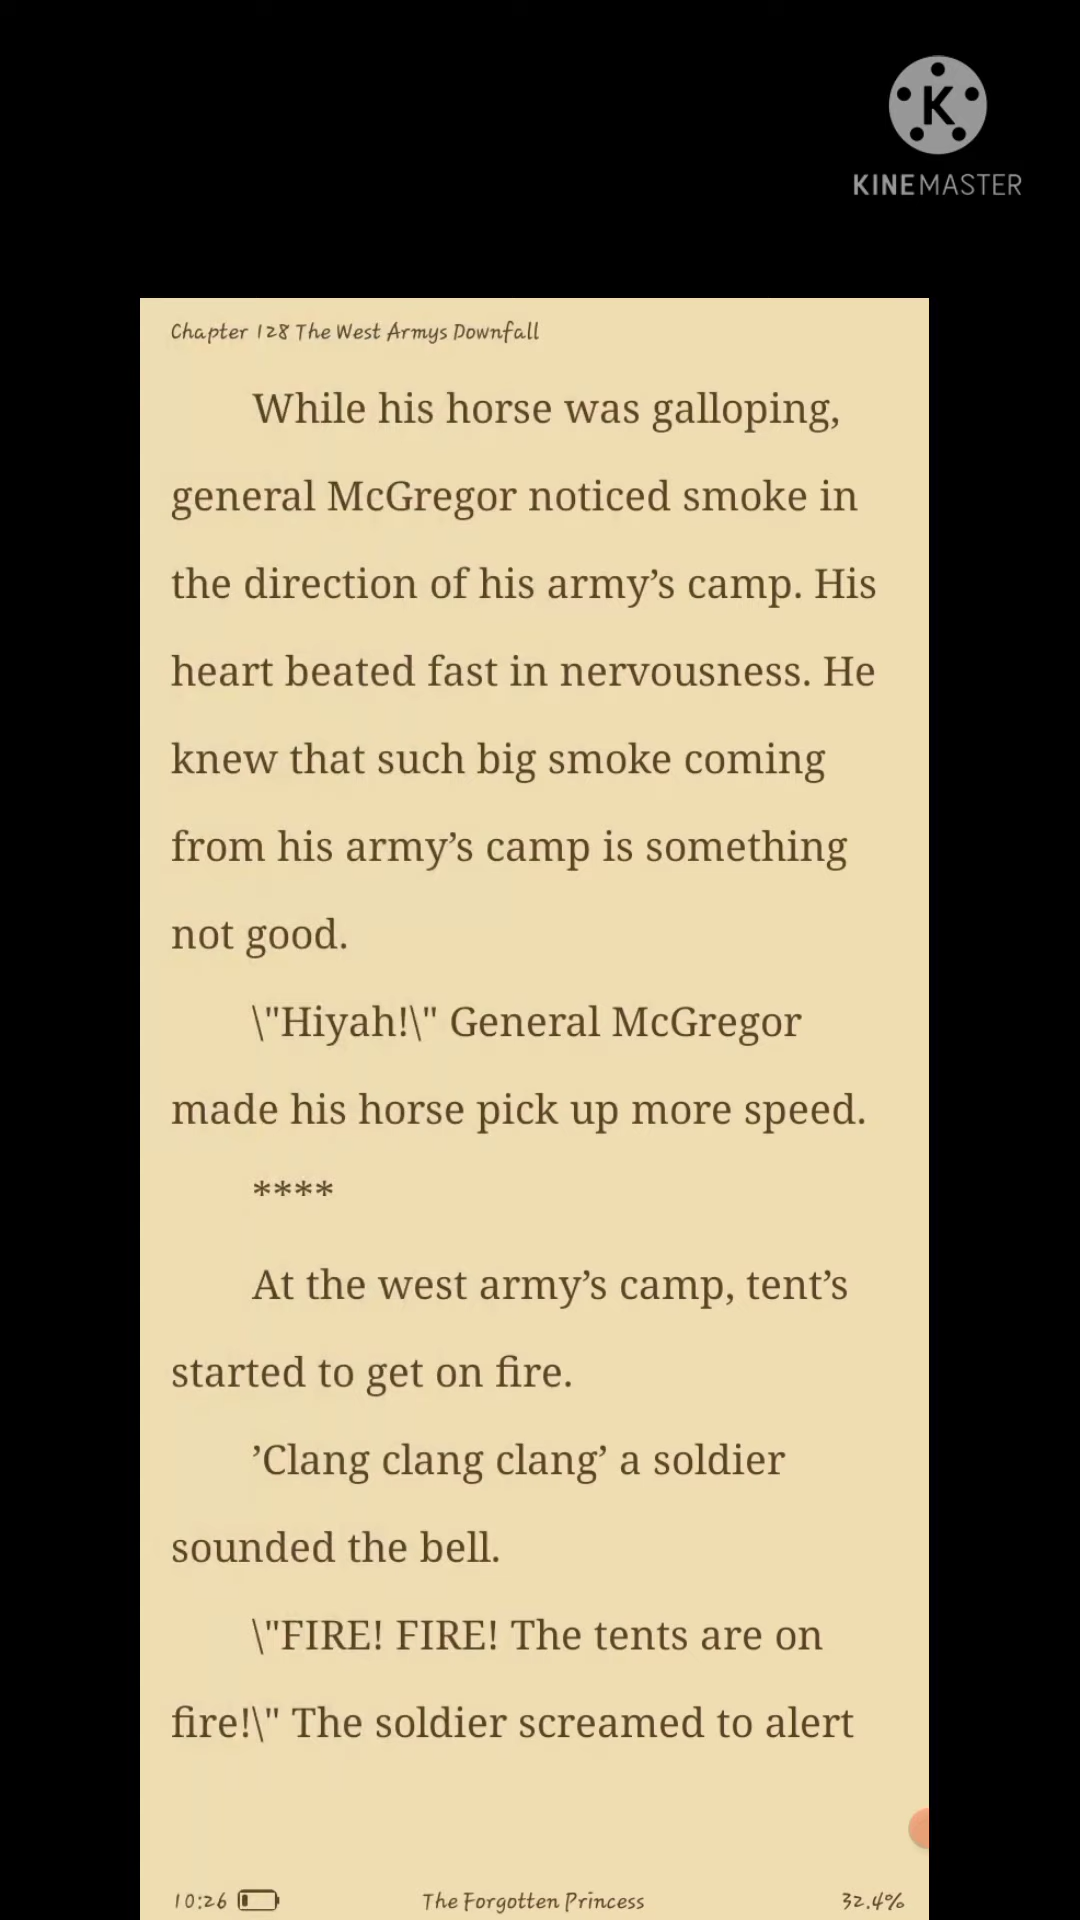 K
KINEMASTER
Chapter 128 The West Armys Downfall
While his horse was galloping,
general McGregor noticed smoke in
the direction of his army’s camp. His
heart beated fast in nervousness. He
knew that such big smoke coming
from his army’s camp is something
not good.
\"Hiyah!\" General McGregor
made his horse pick up more speed.
****
At the west army’s camp, tent’s
started to get on fire.
’Clang clang clang’ a soldier
sounded the bell.
\"FIRE! FIRE! The tents are on
fire!\" The soldier screamed to alert
10:26 The Forgotten Princess 32.4%